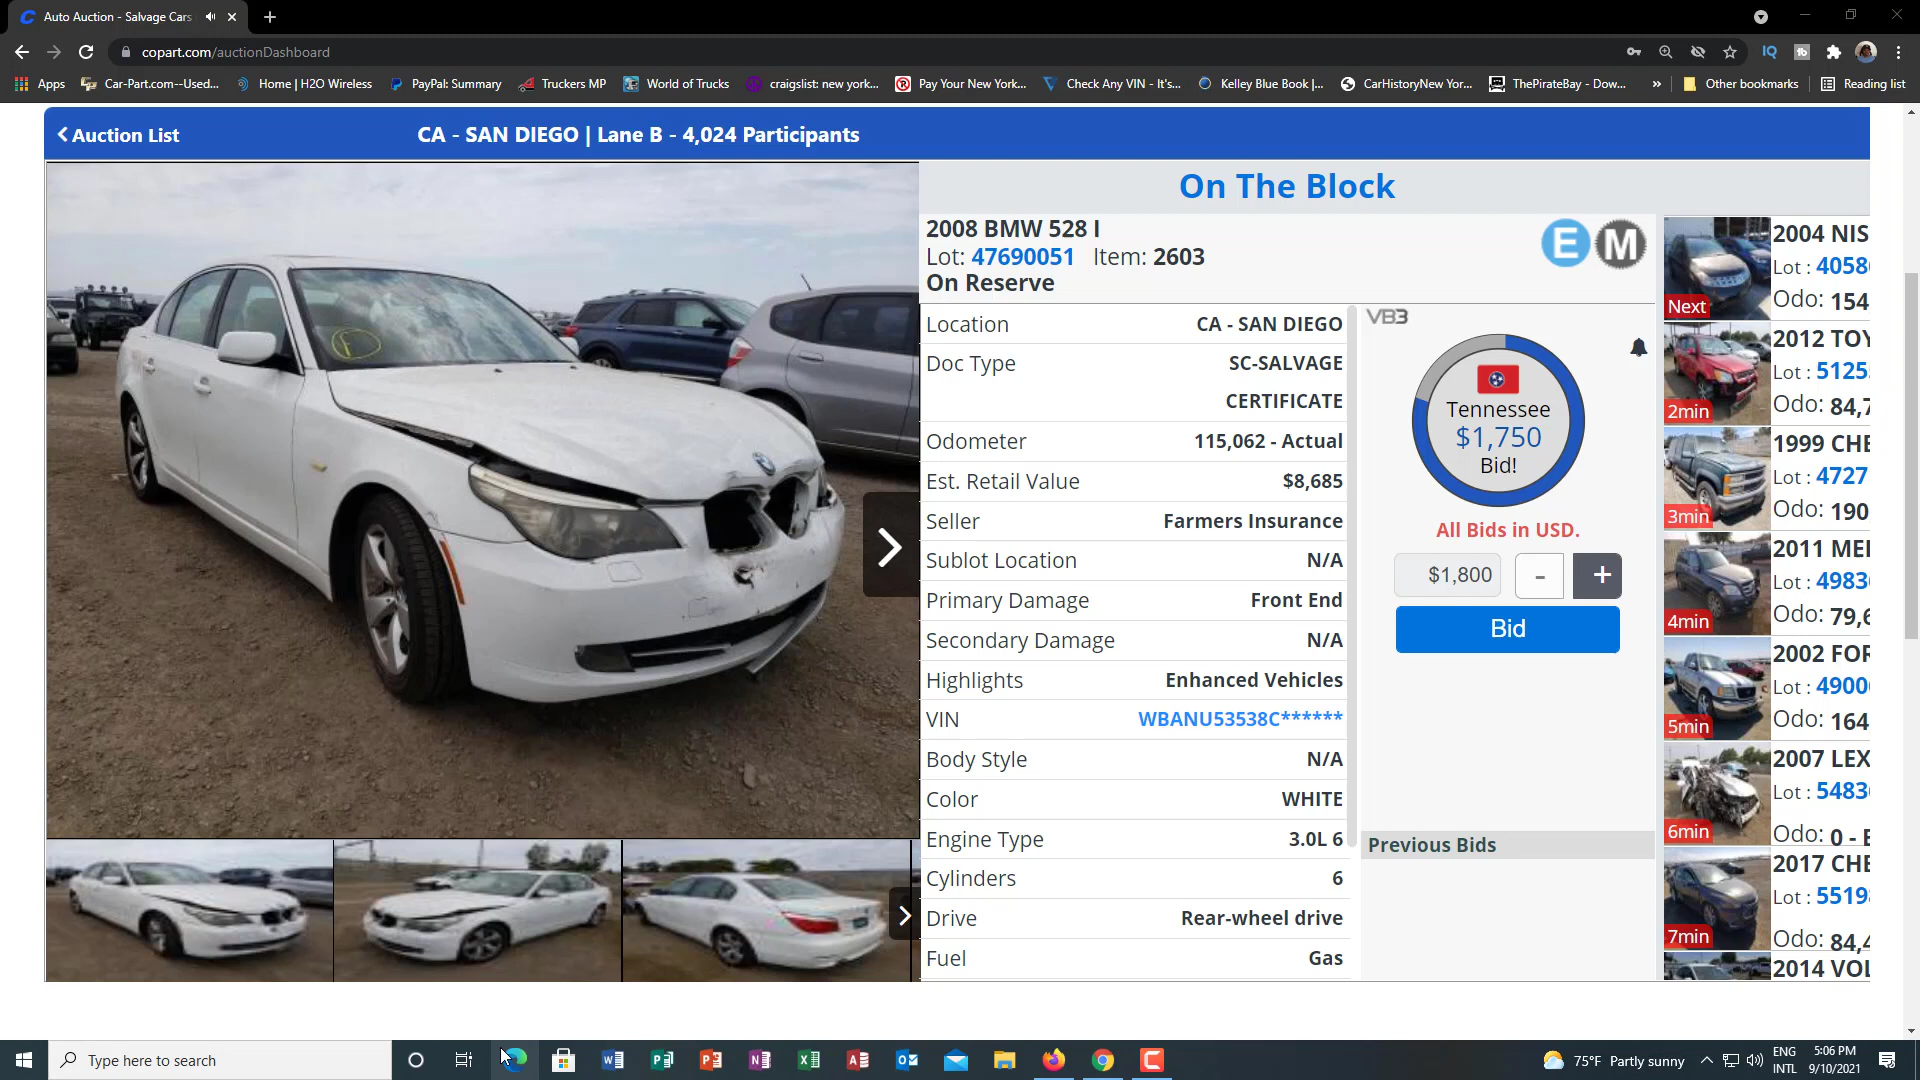 Auto Auction - Salvage Cars
copart.com/auctionDashboard
Apps
Car-Part.com--Used...
Home | H2O Wireless
PayPal: Summary
Truckers MP
World of Trucks
craigslist: new york...
Pay Your New York...
Check Any VIN - It's...
Kelley Blue Book |...
CarHistoryNew Yor...
ThePirateBay - Dow...
Other bookmarks
Reading list
Auction List
CA - SAN DIEGO | Lane B - 4,024 Participants
On The Block
2008 BMW 528 I
Lot: 47690051 Item: 2603
On Reserve
E
M
Location CA - SAN DIEGO
Doc Type SC-SALVAGE
CERTIFICATE
Odometer 115,062 - Actual
Est. Retail Value $8,685
Seller Farmers Insurance
Sublot Location N/A
Primary Damage Front End
Secondary Damage N/A
Highlights Enhanced Vehicles
VIN WBANU53538C******
Body Style N/A
Color WHITE
Engine Type 3.0L 6
Cylinders 6
Drive Rear-wheel drive
Fuel Gas
VB3
Tennessee
$1,750
Bid!
All Bids in USD.
$1,800 - +
Bid
Previous Bids
2004 NIS
Lot : 4058
Odo: 154
Next
2012 TOY
Lot : 5125
Odo: 84,7
2min
1999 CHE
Lot : 4727
Odo: 190
3min
2011 MER
Lot : 4983
Odo: 79,6
4min
2002 FOR
Lot : 4900
Odo: 164
5min
2007 LEX
Lot : 5483
Odo: 0 - E
6min
2017 CHE
Lot : 5519
Odo: 84,4
7min
2014 VOL
Type here to search
75°F Partly sunny
ENG
INTL
5:06 PM
9/10/2021